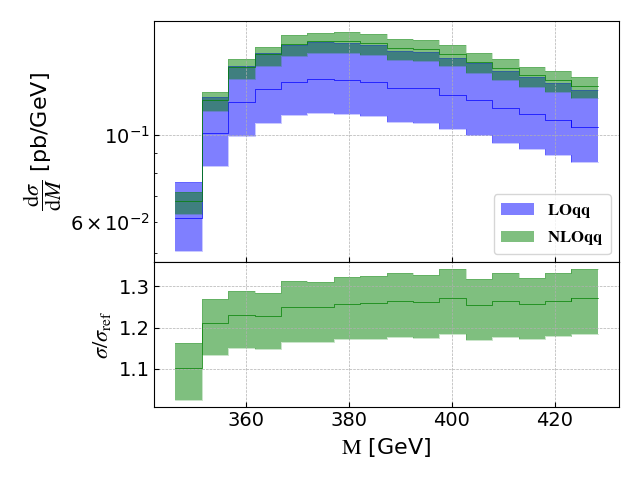 dσ/dM [pb/GeV]
10⁻¹
6 × 10⁻²
LOqq
NLOqq
σ/σref
1.3
1.2
1.1
360 380 400 420
M [GeV]